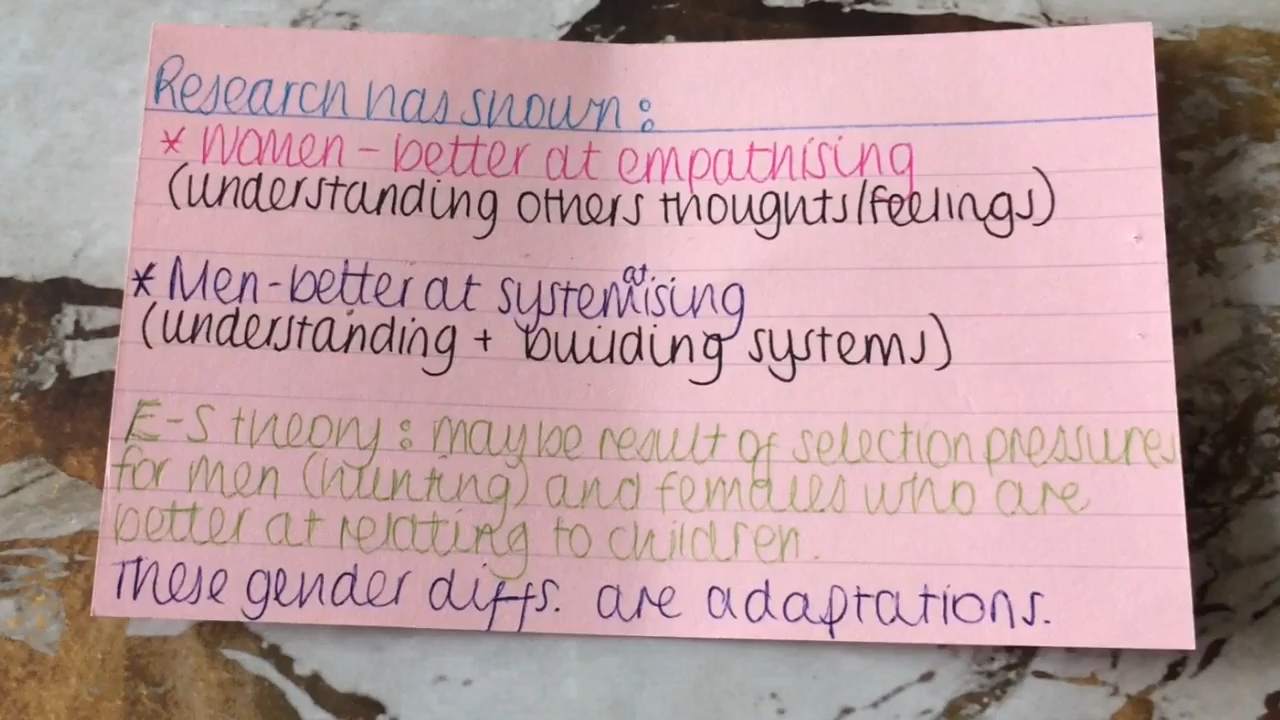 Research has shown:
* Women - better at empathising
(understanding others thoughts/feelings)
* Men - better at systematising
(understanding + building systems)
E-S theory: may be result of selection pressures
for men (hunting) and females who are
better at relating to children.
These gender diffs. are adaptations.